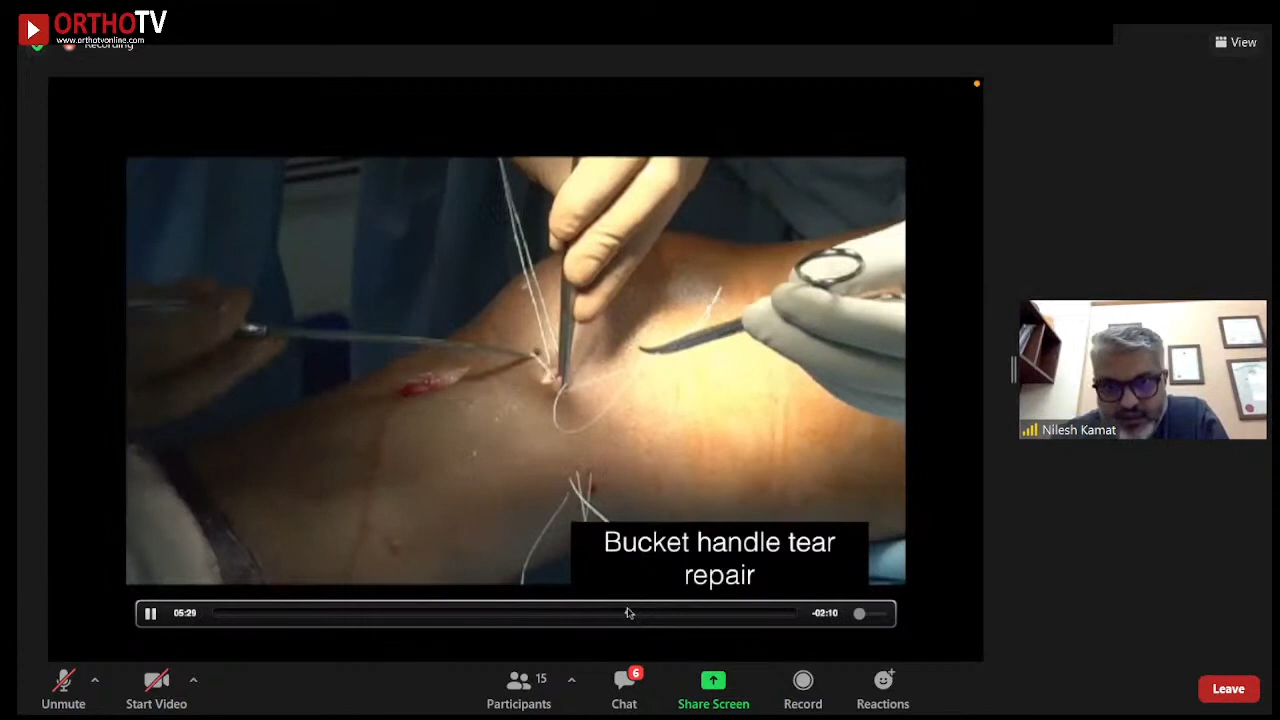 ORTHOTV
www.orthotvonline.com
Recording
View
Bucket handle tear
repair
05:29
-02:10
Nilesh Kamat
15
6
Unmute
Start Video
Participants
Chat
Share Screen
Record
Reactions
Leave